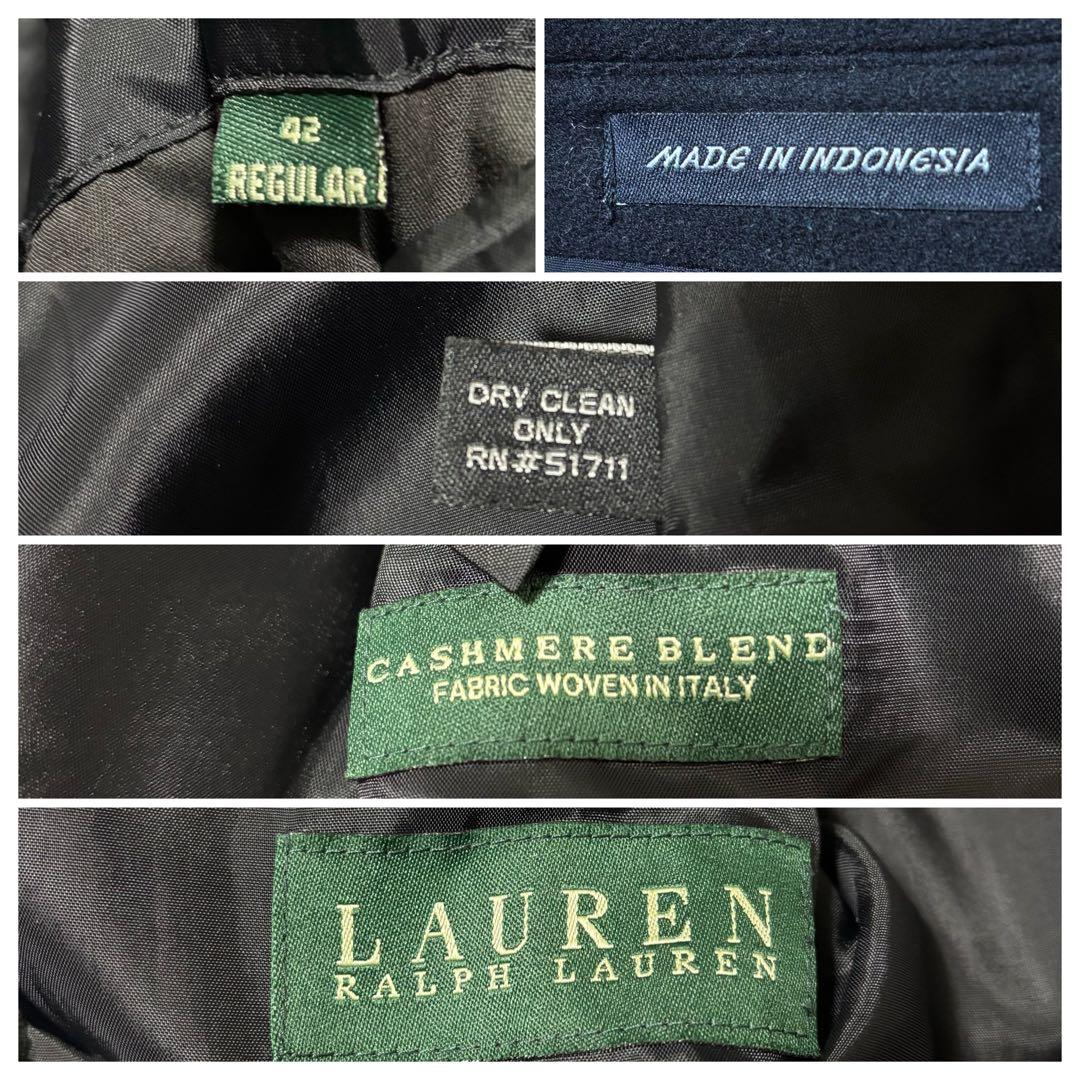 42
REGULAR
MADE IN INDONESIA
DRY CLEAN
ONLY
RN#51711
CASHMERE BLEND
FABRIC WOVEN IN ITALY
LAUREN
RALPH LAUREN